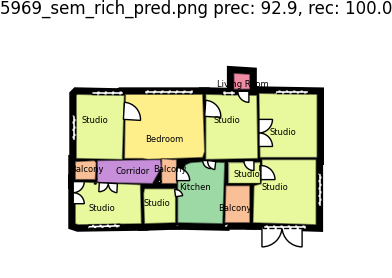 5969_sem_rich_pred.png prec: 92.9, rec: 100.0
Living Room
Studio
Studio
Studio
Bedroom
Balcony
Corridor
Balcony
Studio
Kitchen
Studio
Studio
Studio
Balcony